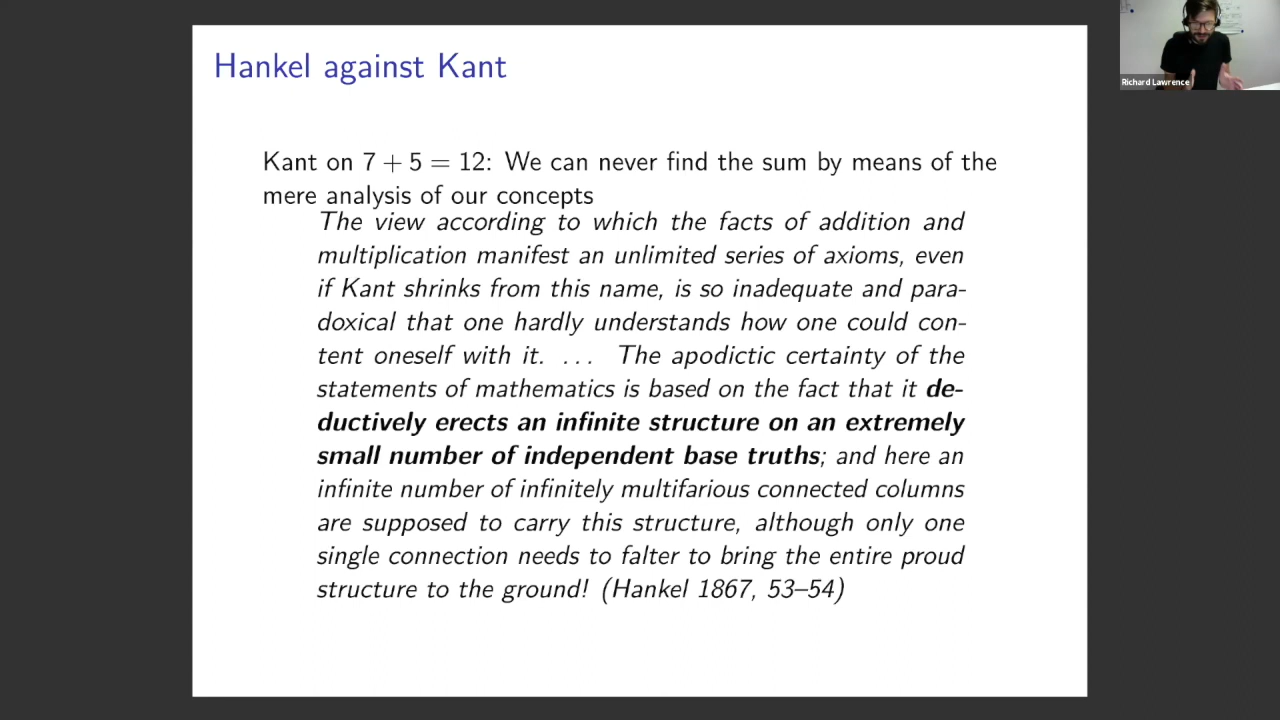 Hankel against Kant
Kant on 7 + 5 = 12: We can never find the sum by means of the
mere analysis of our concepts
The view according to which the facts of addition and
multiplication manifest an unlimited series of axioms, even
if Kant shrinks from this name, is so inadequate and para-
doxical that one hardly understands how one could con-
tent oneself with it. ... The apodictic certainty of the
statements of mathematics is based on the fact that it de-
ductively erects an infinite structure on an extremely
small number of independent base truths; and here an
infinite number of infinitely multifarious connected columns
are supposed to carry this structure, although only one
single connection needs to falter to bring the entire proud
structure to the ground! (Hankel 1867, 53–54)
Richard Lawrence